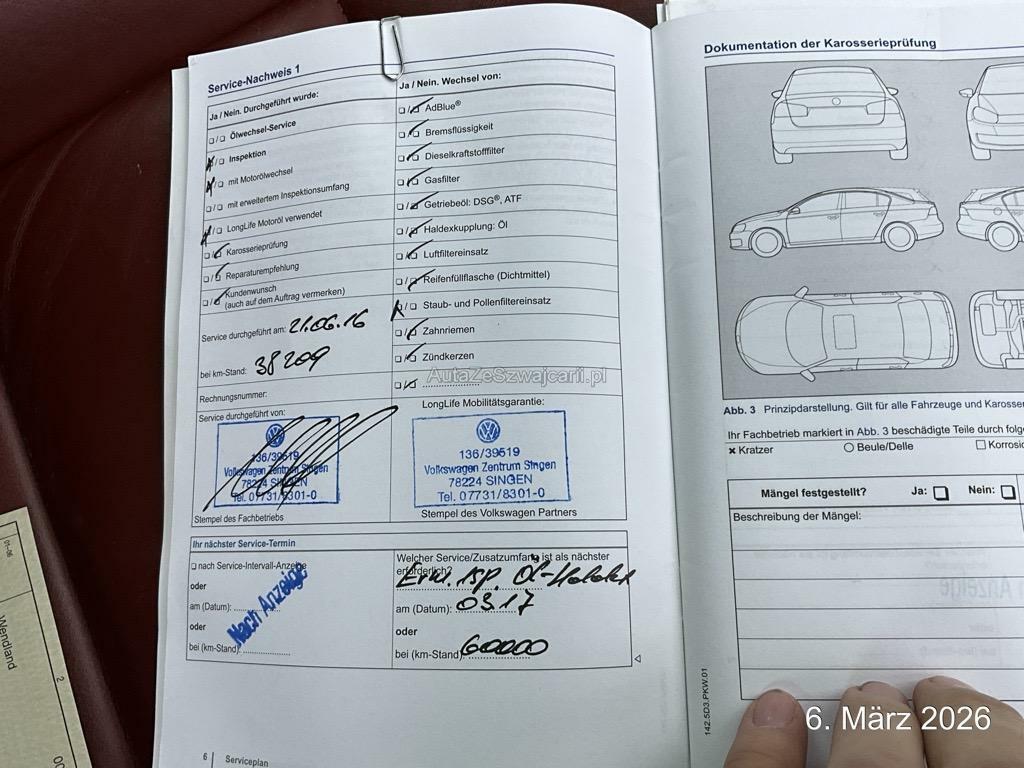 Service-Nachweis 1
Ja / Nein. Durchgeführt wurde:
Ölwechsel-Service
Inspektion
mit Motorölwechsel
mit erweitertem Inspektionsumfang
LongLife Motoröl verwendet
Karosserieprüfung
Reparaturempfehlung
Kundenwunsch
(auch auf dem Auftrag vermerken)
Service durchgeführt am: 21.06.16
bei km-Stand: 38209
Rechnungsnummer:
Service durchgeführt von:
136/39519
Volkswagen Zentrum Singen
78224 SINGEN
Tel. 07731/8301-0
Stempel des Fachbetriebs
Ja / Nein. Wechsel von:
AdBlue®
Bremsflüssigkeit
Dieselkraftstofffilter
Gasfilter
Getriebeöl: DSG®, ATF
Haldexkupplung: Öl
Luftfiltereinsatz
Reifenfüllflasche (Dichtmittel)
Staub- und Pollenfiltereinsatz
Zahnriemen
Zündkerzen
AutaZeSzwajcarii.pl
LongLife Mobilitätsgarantie:
136/39519
Volkswagen Zentrum Singen
78224 SINGEN
Tel. 07731/8301-0
Stempel des Volkswagen Partners
Ihr nächster Service-Termin
nach Service-Intervall-Anzeige
oder
am (Datum):
oder
bei (km-Stand)
Nach Anzeige
Welcher Service/Zusatzumfang ist als nächster
erforderlich?
am (Datum): 03.17
oder
bei (km-Stand) 60000
6 Serviceplan
Dokumentation der Karosserieprüfung
Abb. 3 Prinzipdarstellung. Gilt für alle Fahrzeuge und
Ihr Fachbetrieb markiert in Abb. 3 beschädigte Teile durch
Kratzer
Beule/Delle
Mängel festgestellt? Ja: Nein:
Beschreibung der Mängel:
142.5D3.PKW.01
6. März 2026
01-06
Wendland
2